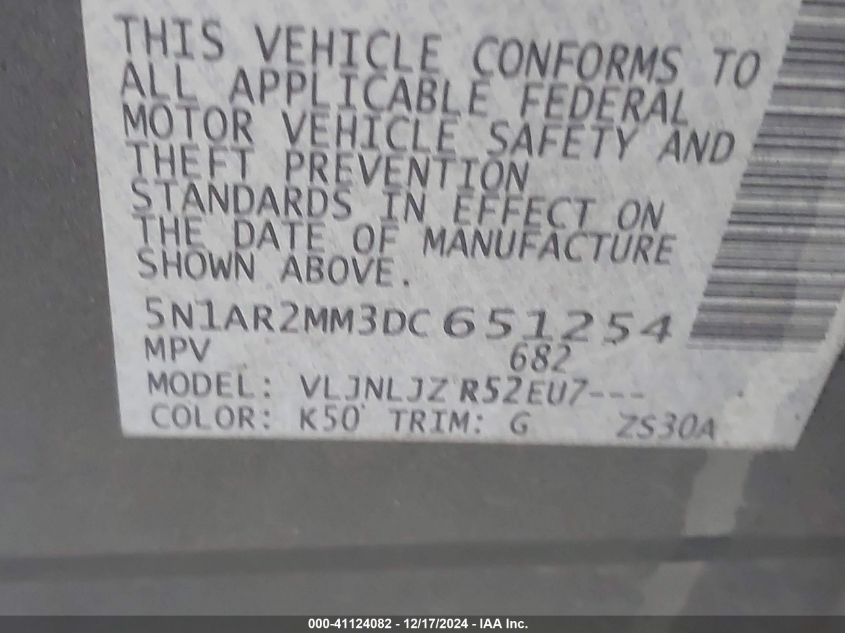 THIS VEHICLE CONFORMS TO
ALL APPLICABLE FEDERAL
MOTOR VEHICLE SAFETY AND
THEFT PREVENTION
STANDARDS IN EFFECT ON
THE DATE OF MANUFACTURE
SHOWN ABOVE.
5N1AR2MM3DC651254
MPV 682
MODEL: VLJNLJZ R52EU7---
COLOR: K50 TRIM: G ZS30A
000-41124082 - 12/17/2024 - IAA Inc.